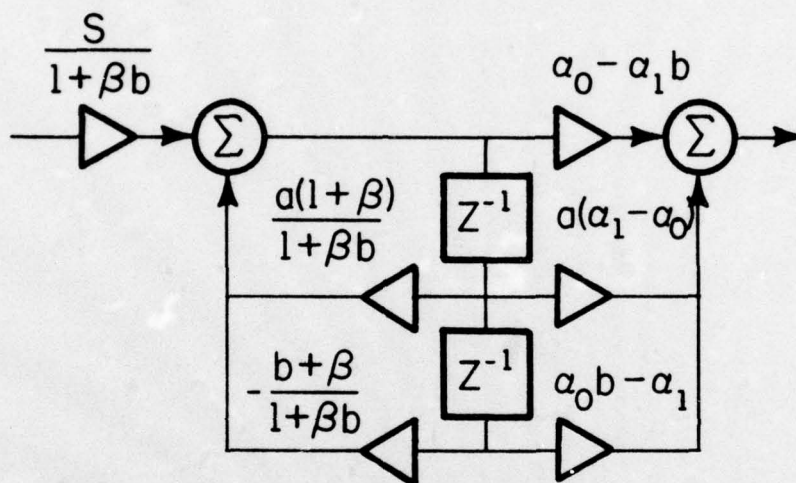 S
1+βb
Σ
α₀-α₁b
Σ
a(1+β)
1+βb
Z⁻¹
a(α₁-α₀)
-b+β
1+βb
Z⁻¹
α₀b-α₁